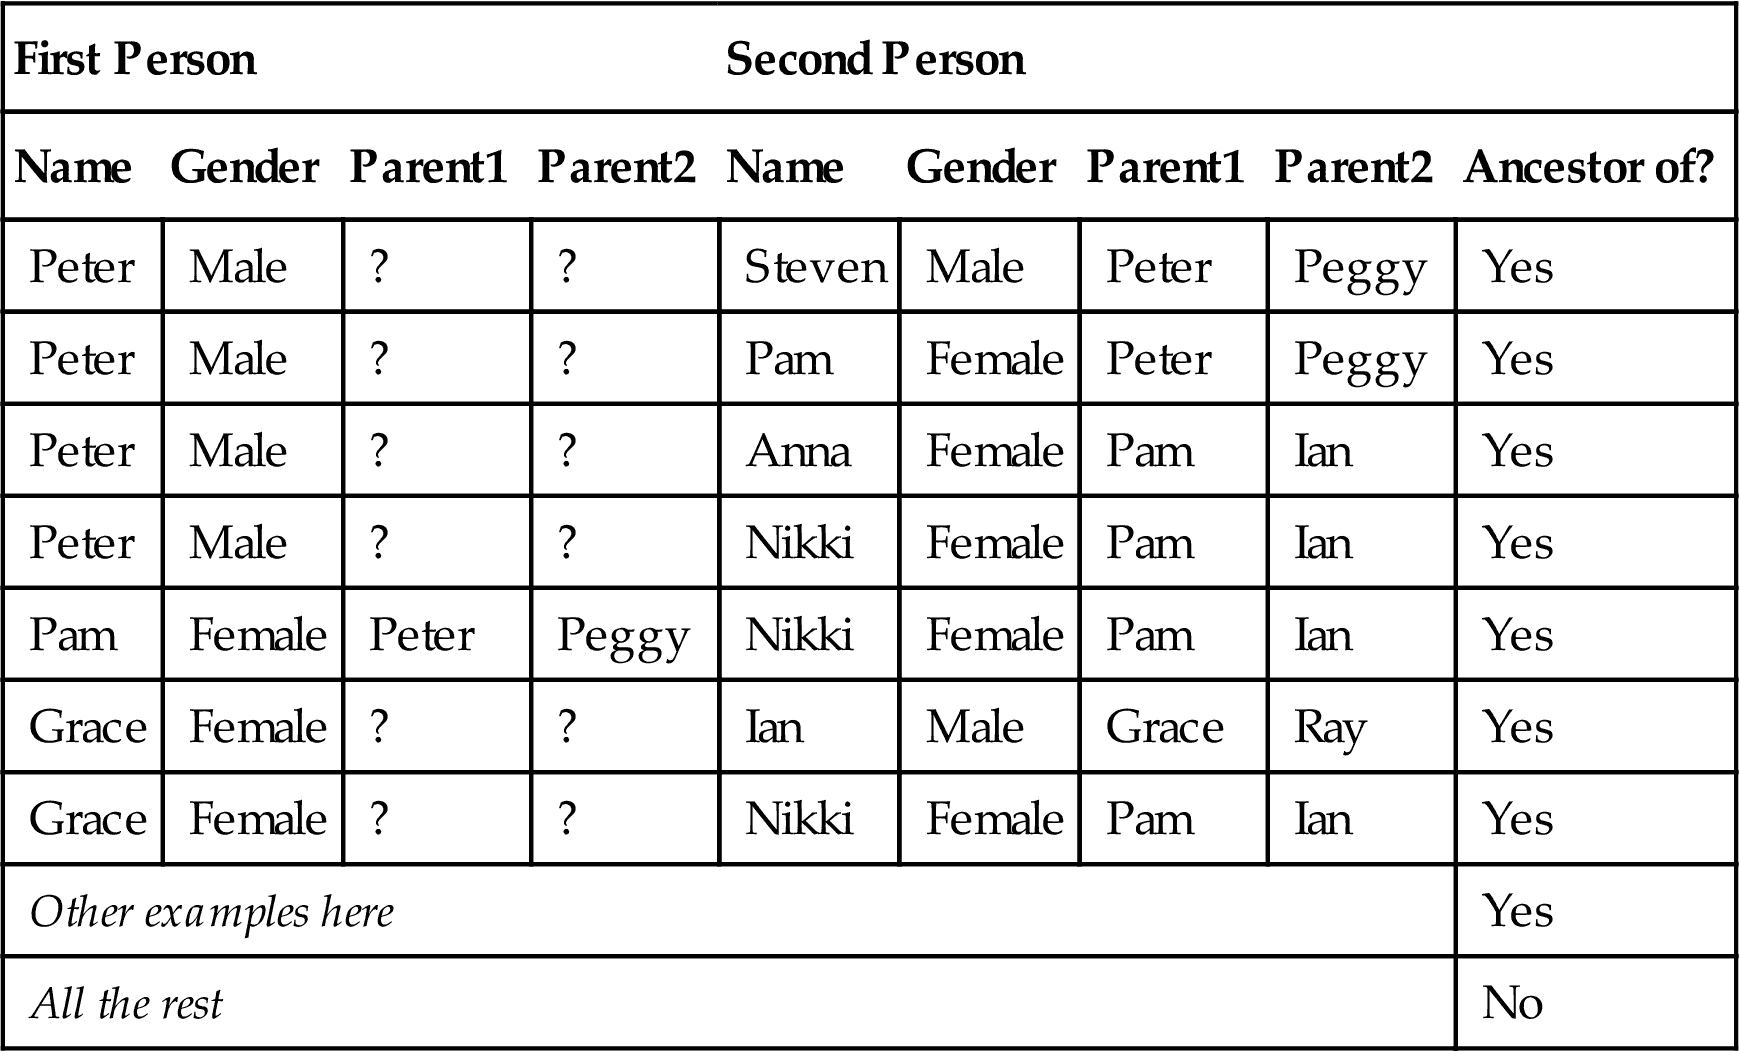 First Person Second Person
Name Gender Parent1 Parent2 Name Gender Parent1 Parent2 Ancestor of?
Peter Male ? ? Steven Male Peter Peggy Yes
Peter Male ? ? Pam Female Peter Peggy Yes
Peter Male ? ? Anna Female Pam Ian Yes
Peter Male ? ? Nikki Female Pam Ian Yes
Pam Female Peter Peggy Nikki Female Pam Ian Yes
Grace Female ? ? Ian Male Grace Ray Yes
Grace Female ? ? Nikki Female Pam Ian Yes
Other examples here Yes
All the rest No